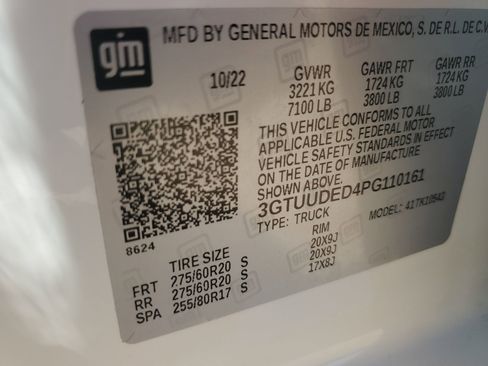 gm
MFD BY GENERAL MOTORS DE MEXICO, S. DE R.L. DE C.V.
10/22 GVWR GAWR FRT GAWR RR
3221 KG 1724 KG 1724 KG
7100 LB 3800 LB 3800 LB
THIS VEHICLE CONFORMS TO ALL
APPLICABLE U.S. FEDERAL MOTOR
VEHICLE SAFETY STANDARDS IN EFFECT
ON THE DATE OF MANUFACTURE
SHOWN ABOVE.
3GTUUDED4PG110161
TYPE: TRUCK MODEL: 41TK10543
8624
TIRE SIZE RIM
FRT 275/60R20 S 20X9J
RR 275/60R20 S 20X9J
SPA 255/80R17 S 17X8J